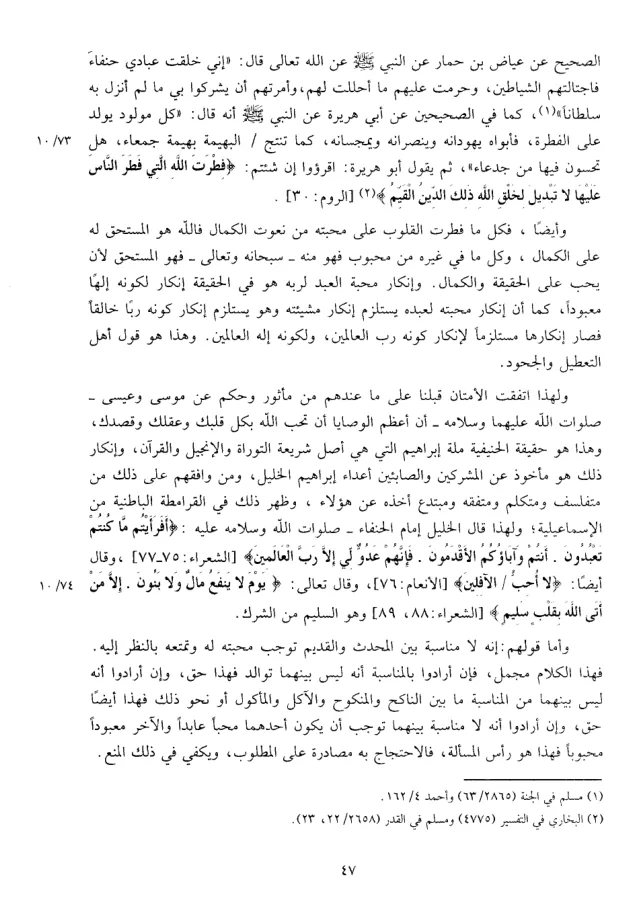 الصحيح عن عياض بن حمار عن النبي ﷺ عن الله تعالى قال: «إني خلقت عبادي حنفاءَ
فاجتالتهم الشياطين، وحرمت عليهم ما أحللت لهم،وأمرتهم أن يشركوا بي ما لم أنزل به
سلطاناً»(١)، كما في الصحيحين عن أبي هريرة عن النبي ﷺ أنه قال: «كل مولود يولد
على الفطرة، فأبواه يهودانه وينصرانه ويمجسانه، كما تنتج / البهيمة بهيمة جمعاء، هل
١٠/٧٣
تحسون فيها من جدعاء»، ثم يقول أبو هريرة: اقرؤوا إن شئتم: ﴿فِطْرَتَ اللَّهِ الَّتِي فَطَرَ النَّاسَ
عَلَيْهَا لا تَبْدِيلَ لِخَلْقِ اللَّهِ ذَلِكَ الدِّينُ الْقَيِّمُ﴾(٢) [الروم: ٣٠] .
وأيضًا ، فكل ما فطرت القلوب على محبته من نعوت الكمال فالله هو المستحق له
على الكمال ، وكل ما في غيره من محبوب فهو منه ــ سبحانه وتعالى ــ فهو المستحق لأن
يحب على الحقيقة والكمال. وإنكار محبة العبد لربه هو في الحقيقة إنكار لكونه إلهًا
معبوداً، كما أن إنكار محبته لعبده يستلزم إنكار مشيئته وهو يستلزم إنكار كونه ربا خالقاً
فصار إنكارها مستلزماً لإنكار كونه رب العالمين، ولكونه إله العالمين. وهذا هو قول أهل
التعطيل والجحود.
ولهذا اتفقت الأمتان قبلنا على ما عندهم من مأثور وحكم عن موسى وعيسى ــ
صلوات الله عليهما وسلامه ــ أن أعظم الوصايا أن تحب الله بكل قلبك وعقلك وقصدك،
وهذا هو حقيقة الحنيفية ملة إبراهيم التي هي أصل شريعة التوراة والإنجيل والقرآن، وإنكار
ذلك هو مأخوذ عن المشركين والصابئين أعداء إبراهيم الخليل، ومن وافقهم على ذلك من
متفلسف ومتكلم ومتفقه ومبتدع أخذه عن هؤلاء ، وظهر ذلك في القرامطة الباطنية من
الإسماعيلية؛ ولهذا قال الخليل إمام الحنفاء ــ صلوات الله وسلامه عليه :ــ ﴿أَفَرَأَيْتُم مَّا كُنتُمْ
تَعْبُدُونَ . أَنتُمْ وَآبَاؤُكُمُ الأَقْدَمُونَ . فَإِنَّهُمْ عَدُوٌّ لِّي إِلاَّ رَبَّ الْعَالَمِينَ﴾ [الشعراء: ٧٥ــ٧٧] ،وقال
أيضًا: ﴿لا أُحِبُّ / الآفِلِينَ﴾ [الأنعام:٧٦]، وقال تعالى: ﴿ يَوْمَ لا يَنفَعُ مَالٌ وَلا بَنُونَ . إِلاَّ مَنْ
١٠/٧٤
أَتَى اللَّهَ بِقَلْبٍ سَلِيمٍ﴾ [الشعراء: ٨٨، ٨٩] وهو السليم من الشرك.
وأما قولهم: إنه لا مناسبة بين المحدث والقديم توجب محبته له وتمتعه بالنظر إليه.
فهذا الكلام مجمل، فإن أرادوا بالمناسبة أنه ليس بينهما توالد فهذا حق، وإن أرادوا أنه
ليس بينهما من المناسبة ما بين الناكح والمنكوح والآكل والمأكول أو نحو ذلك فهذا أيضًا
حق، وإن أرادوا أنه لا مناسبة بينهما توجب أن يكون أحدهما محباً عابداً والآخر معبوداً
محبوباً فهذا هو رأس المسألة، فالاحتجاج به مصادرة على المطلوب، ويكفي في ذلك المنع .
(١) مسلم في الجنة (٦٣/٢٨٦٥) وأحمد ١٦٢/٤ .
(٢) البخاري في التفسير (٤٧٧٥) ومسلم في القدر (٢٢/٢٦٥٨، ٢٣).
٤٧